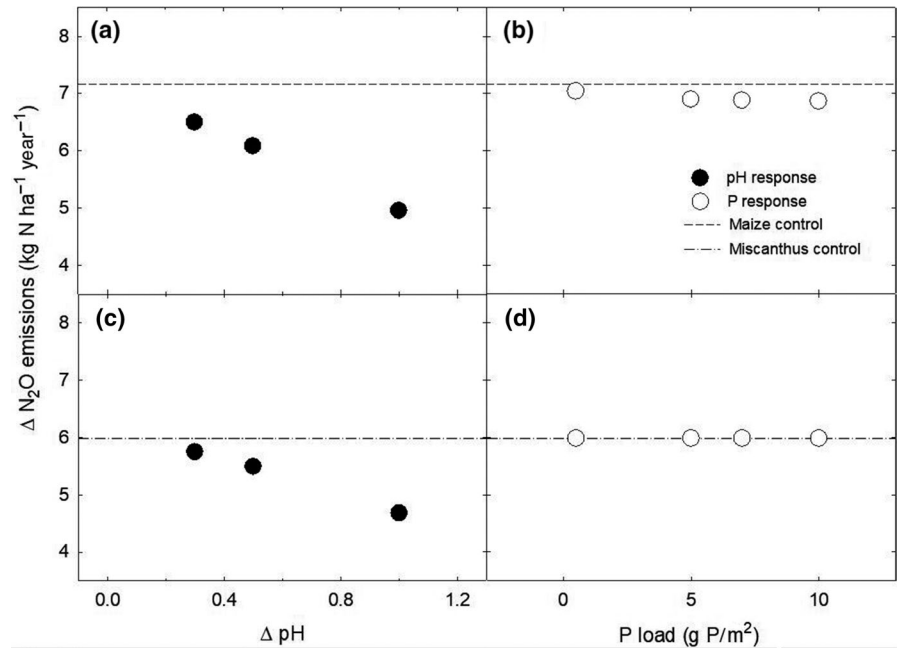 (a)
(b)
8
7
6
5
4
pH response
P response
Maize control
Miscanthus control
(c)
(d)
8
7
6
5
4
Δ N₂O emissions (kg N ha⁻¹ year⁻¹)
0.0 0.4 0.8 1.2
0 5 10
Δ pH
P load (g P/m²)